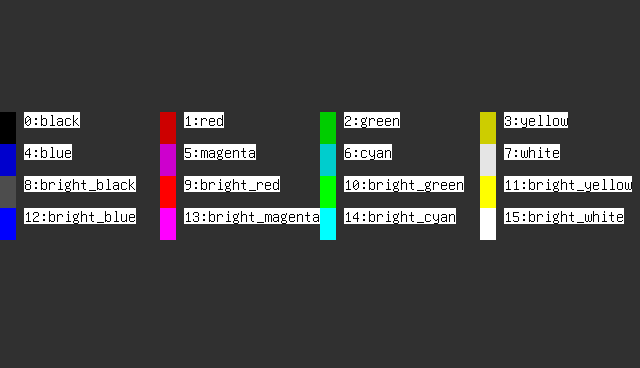 0:black 1:red 2:green 3:yellow
4:blue 5:magenta 6:cyan 7:white
8:bright_black 9:bright_red 10:bright_green 11:bright_yellow
12:bright_blue 13:bright_magenta 14:bright_cyan 15:bright_white